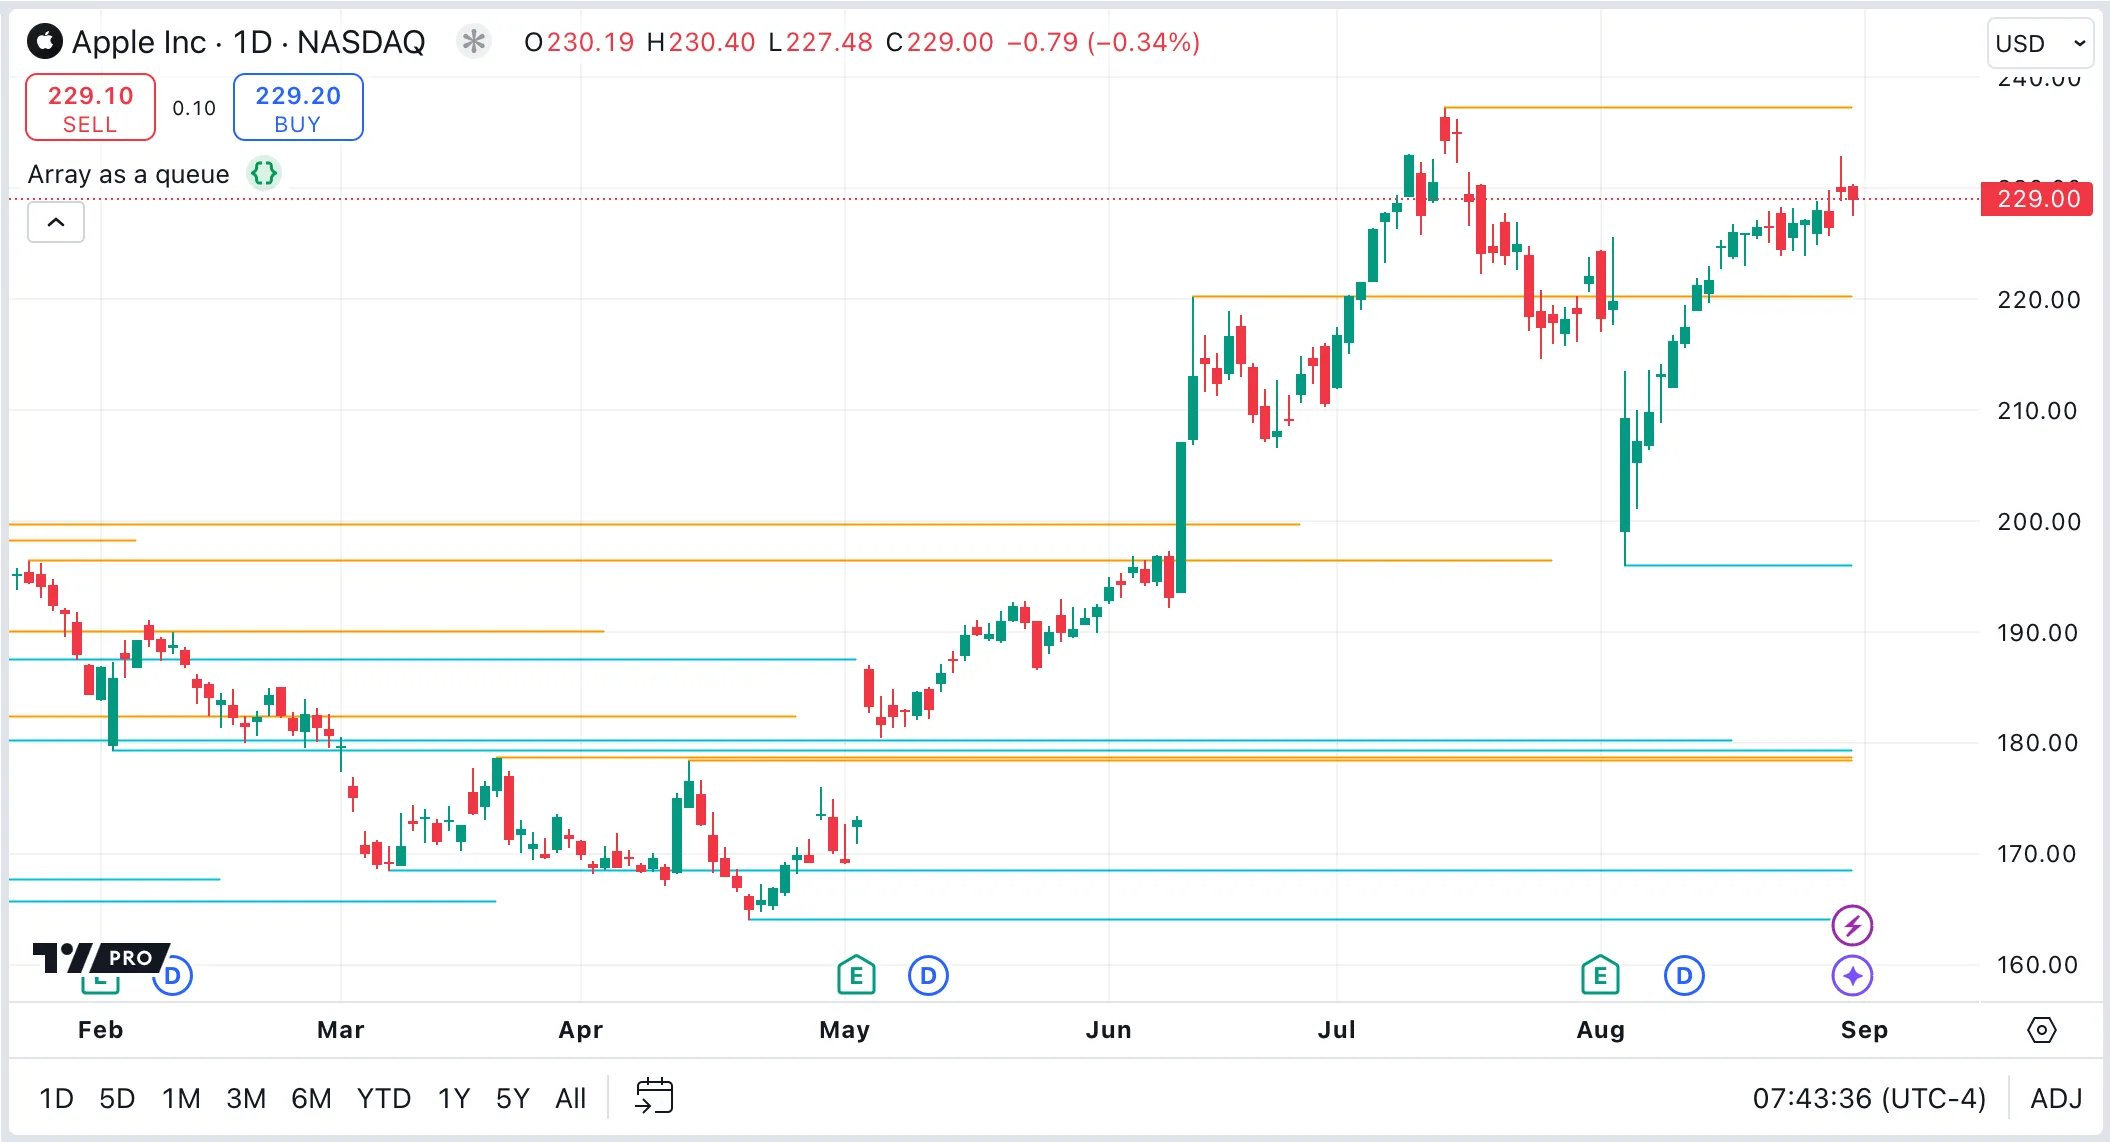 Apple Inc · 1D · NASDAQ O230.19 H230.40 L227.48 C229.00 −0.79 (−0.34%)
USD
229.10
SELL
0.10
229.20
BUY
Array as a queue {}
240.00
229.00
220.00
210.00
200.00
190.00
180.00
170.00
160.00
PRO
E D E D E D
Feb Mar Apr May Jun Jul Aug Sep
1D 5D 1M 3M 6M YTD 1Y 5Y All
07:43:36 (UTC-4) ADJ